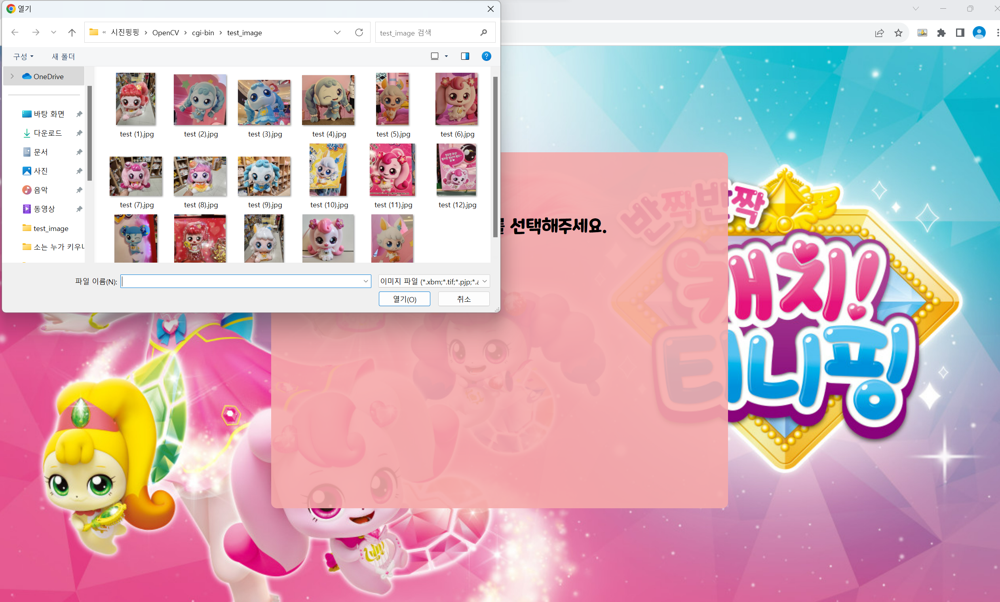 열기
« 시진핑핑 › OpenCV › cgi-bin › test_image
test_image 검색
구성
새 폴더
OneDrive
바탕 화면
다운로드
문서
사진
음악
동영상
test_image
소는 누가 키우
test (1).jpg
test (2).jpg
test (3).jpg
test (4).jpg
test (5).jpg
test (6).jpg
만들기
test (7).jpg
test (8).jpg
test (9).jpg
test (10).jpg
test (11).jpg
test (12).jpg
파일 이름(N):
이미지 파일 (*.xbm;*.tif;*.pjp;*.a
열기(O)
취소
를 선택해주세요.
반짝반짝
캐치!
티니핑